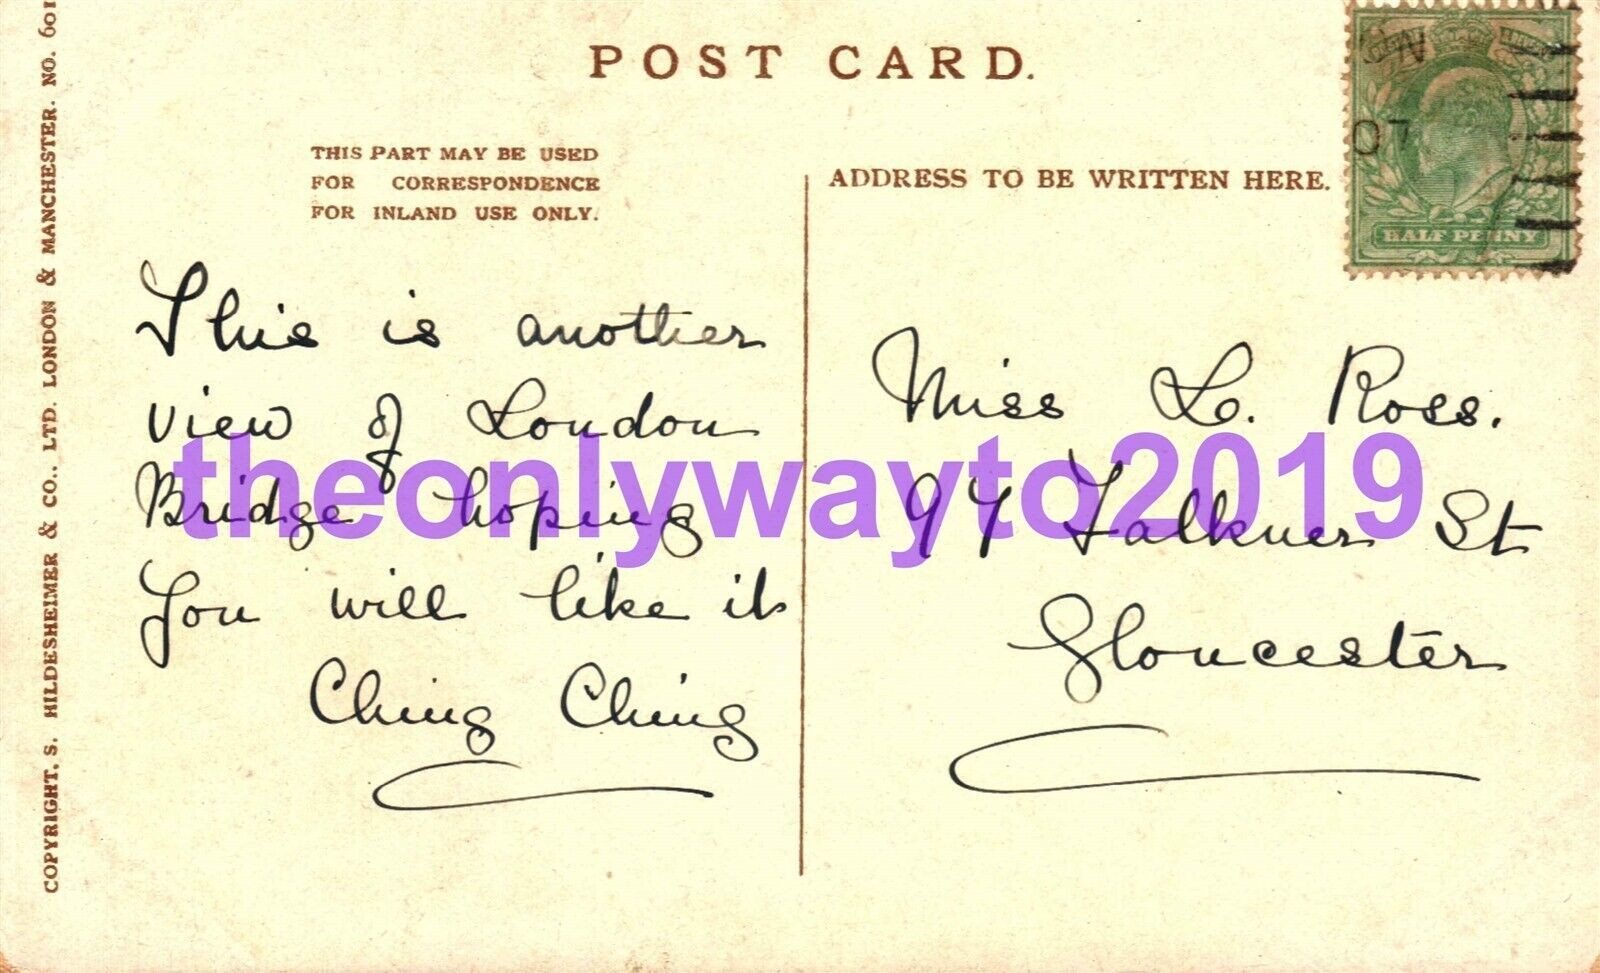 POST CARD.
THIS PART MAY BE USED
FOR CORRESPONDENCE
FOR INLAND USE ONLY.
ADDRESS TO BE WRITTEN HERE.
07
HALF PENNY
This is another
view of London
Bridge hoping
you will like it
Ching Ching
Miss L. Ross.
97 Falkner St
Gloucester
COPYRIGHT. S. HILDESHEIMER & CO., LTD. LONDON & MANCHESTER. NO. 601
theonlywayto2019